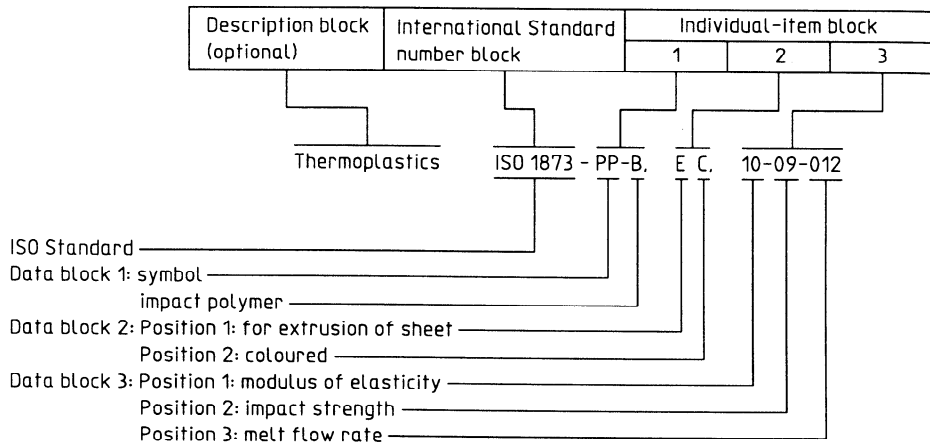 Description block
(optional)
International Standard
number block
Individual-item block
1 2 3
Thermoplastics ISO 1873 - PP-B, E C, 10-09-012
ISO Standard
Data block 1: symbol
impact polymer
Data block 2: Position 1: for extrusion of sheet
Position 2: coloured
Data block 3: Position 1: modulus of elasticity
Position 2: impact strength
Position 3: melt flow rate